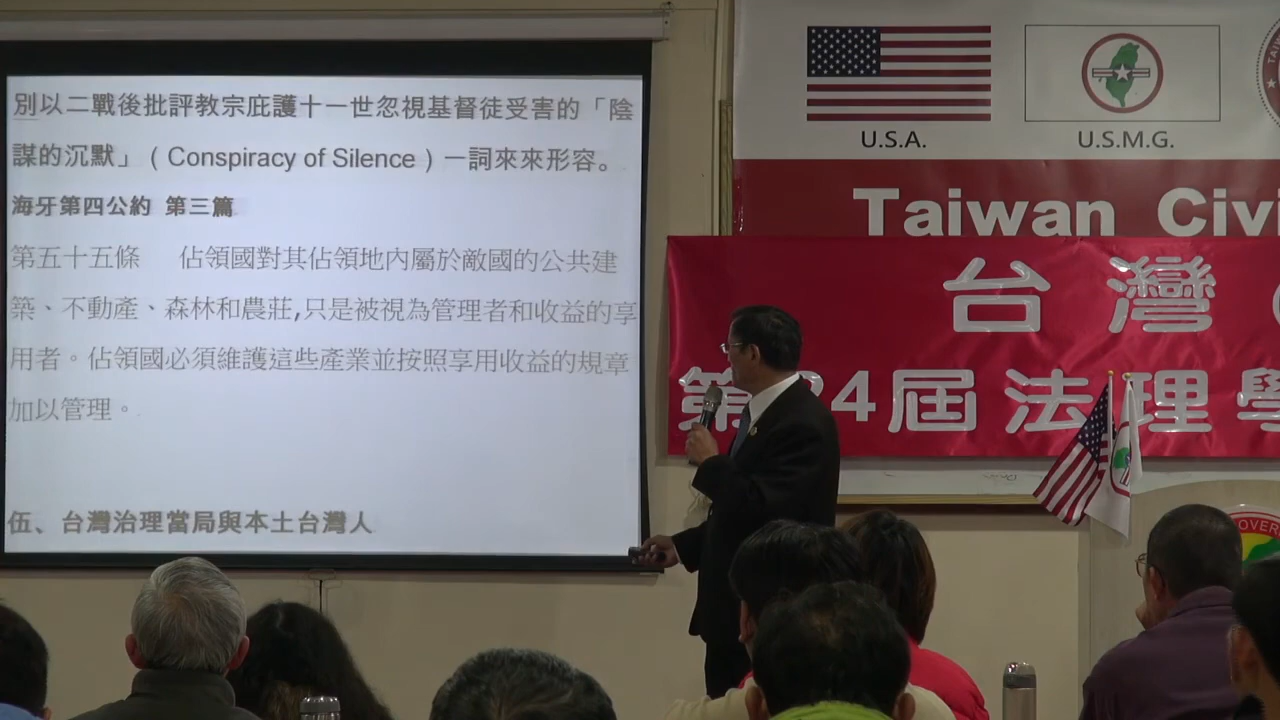 別以二戰後批評教宗庇護十一世忽視基督徒受害的「陰
謀的沉默」（Conspiracy of Silence）一詞來來形容。
海牙第四公約 第三篇
第五十五條 佔領國對其佔領地內屬於敵國的公共建
築、不動產、森林和農莊,只是被視為管理者和收益的享
用者。佔領國必須維護這些產業並按照享用收益的規章
加以管理。
伍、台灣治理當局與本土台灣人
U.S.A.
U.S.M.G.
Taiwan Civi
台灣
第24屆法理學
OVER